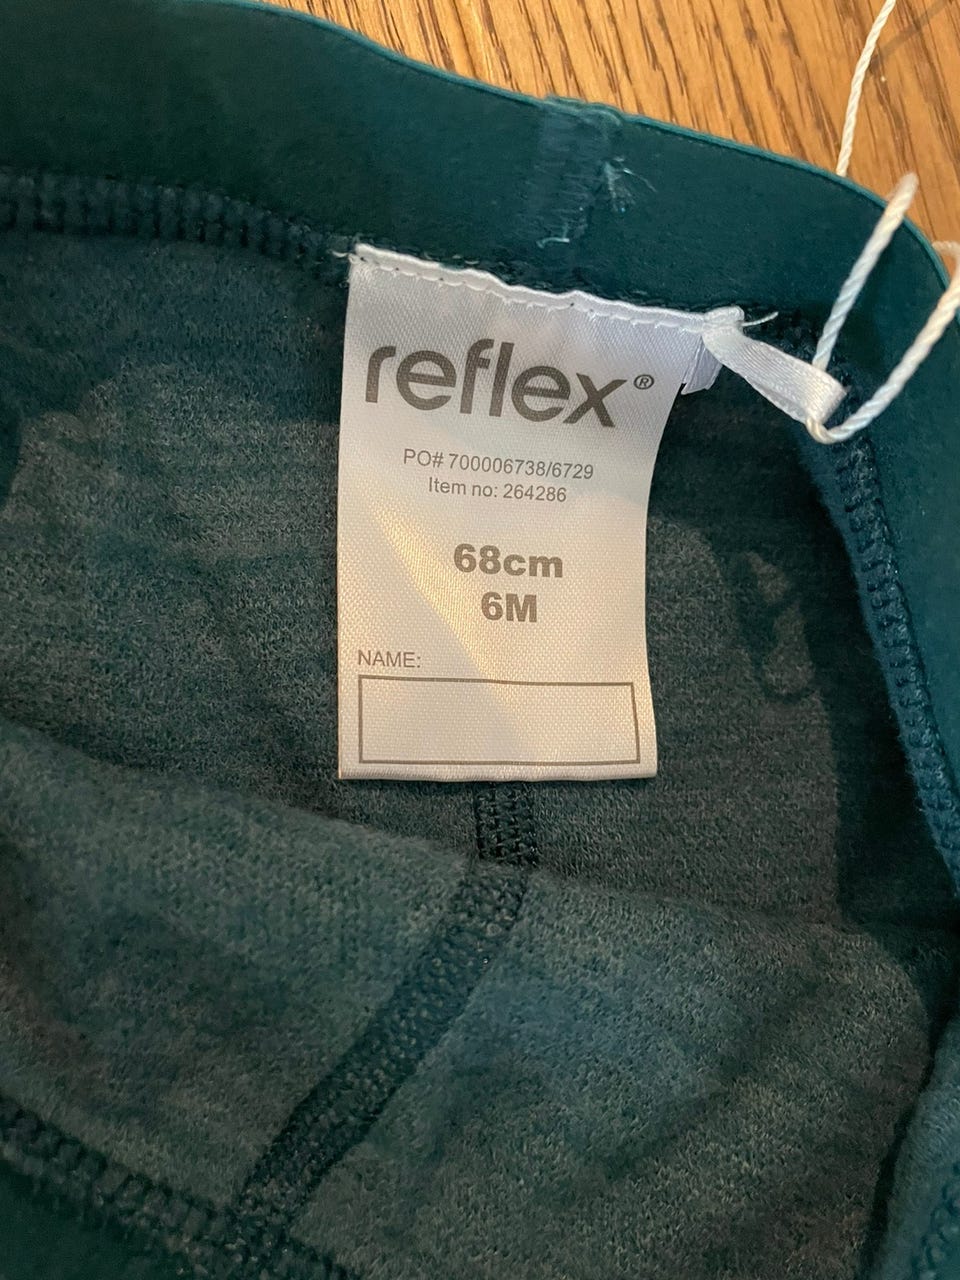 reflex®
PO# 700006738/6729
Item no: 264286
68cm
6M
NAME: